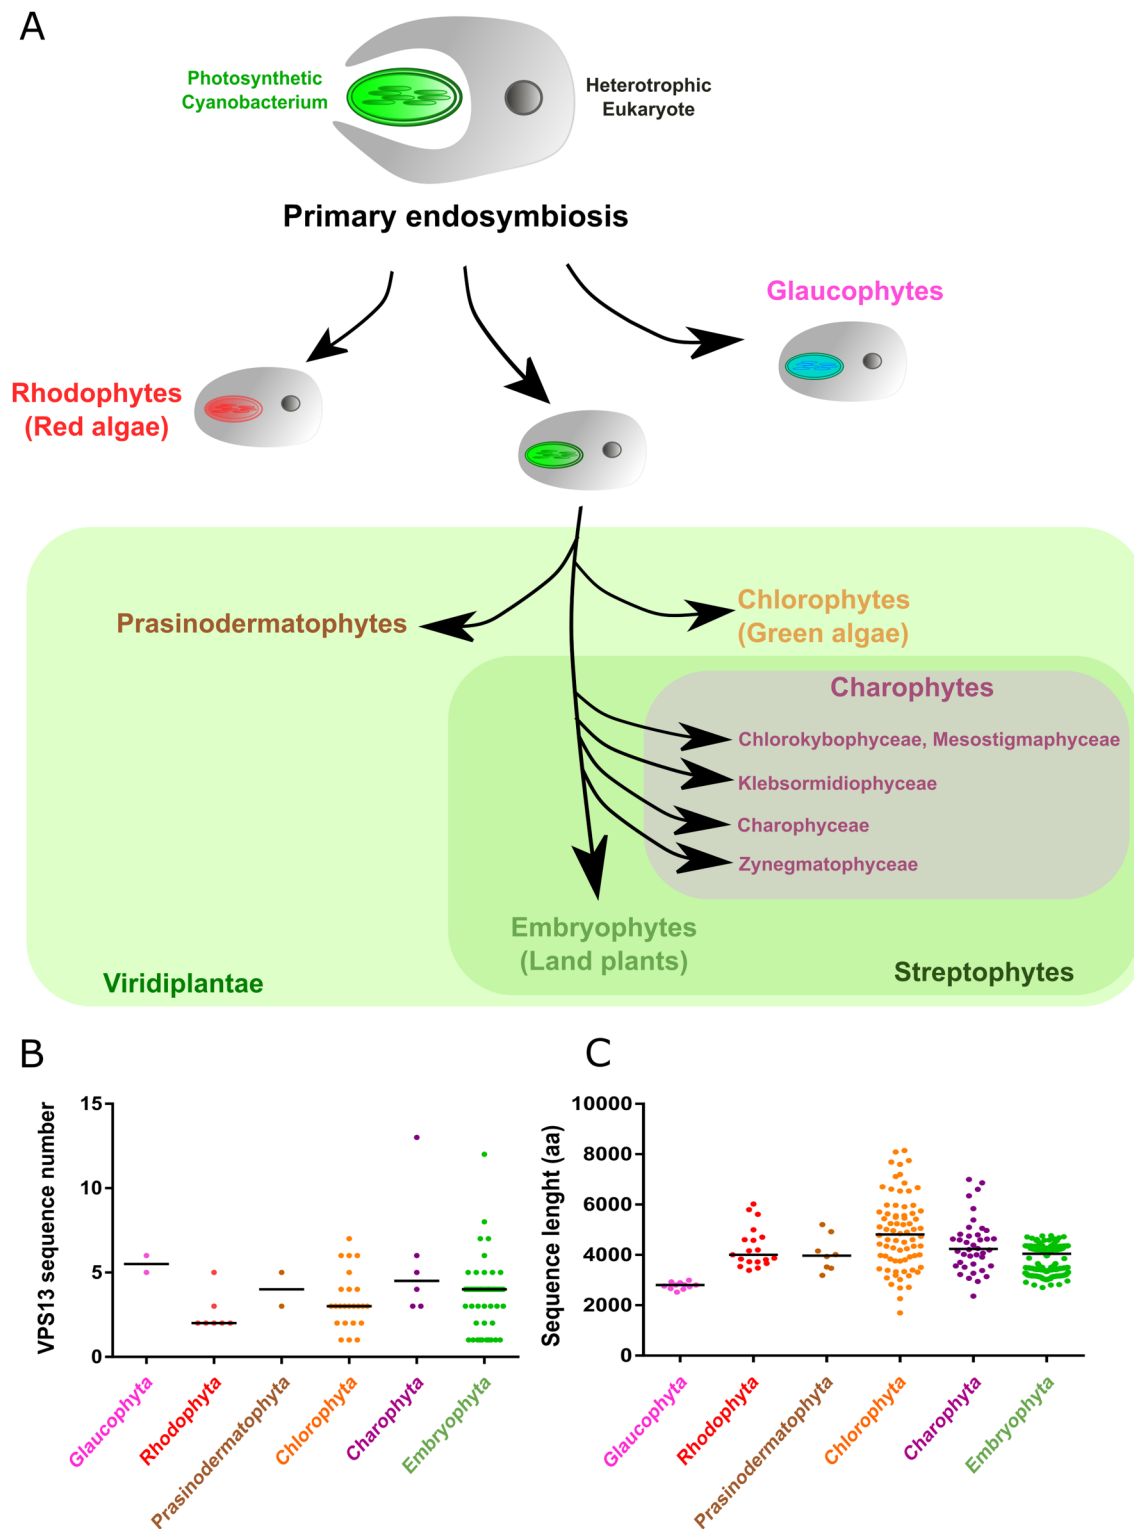 A
Photosynthetic
Cyanobacterium
Heterotrophic
Eukaryote
Primary endosymbiosis
Glaucophytes
Rhodophytes
(Red algae)
Prasinodermatophytes
Chlorophytes
(Green algae)
Charophytes
Chlorokybophyceae, Mesostigmaphyceae
Klebsormidiophyceae
Charophyceae
Zynegmatophyceae
Embryophytes
(Land plants)
Viridiplantae
Streptophytes
B
VPS13 sequence number
15
10
5
0
Glaucophyta
Rhodophyta
Prasinodermatophyta
Chlorophyta
Charophyta
Embryophyta
C
Sequence lenght (aa)
10000
8000
6000
4000
2000
0
Glaucophyta
Rhodophyta
Prasinodermatophyta
Chlorophyta
Charophyta
Embryophyta